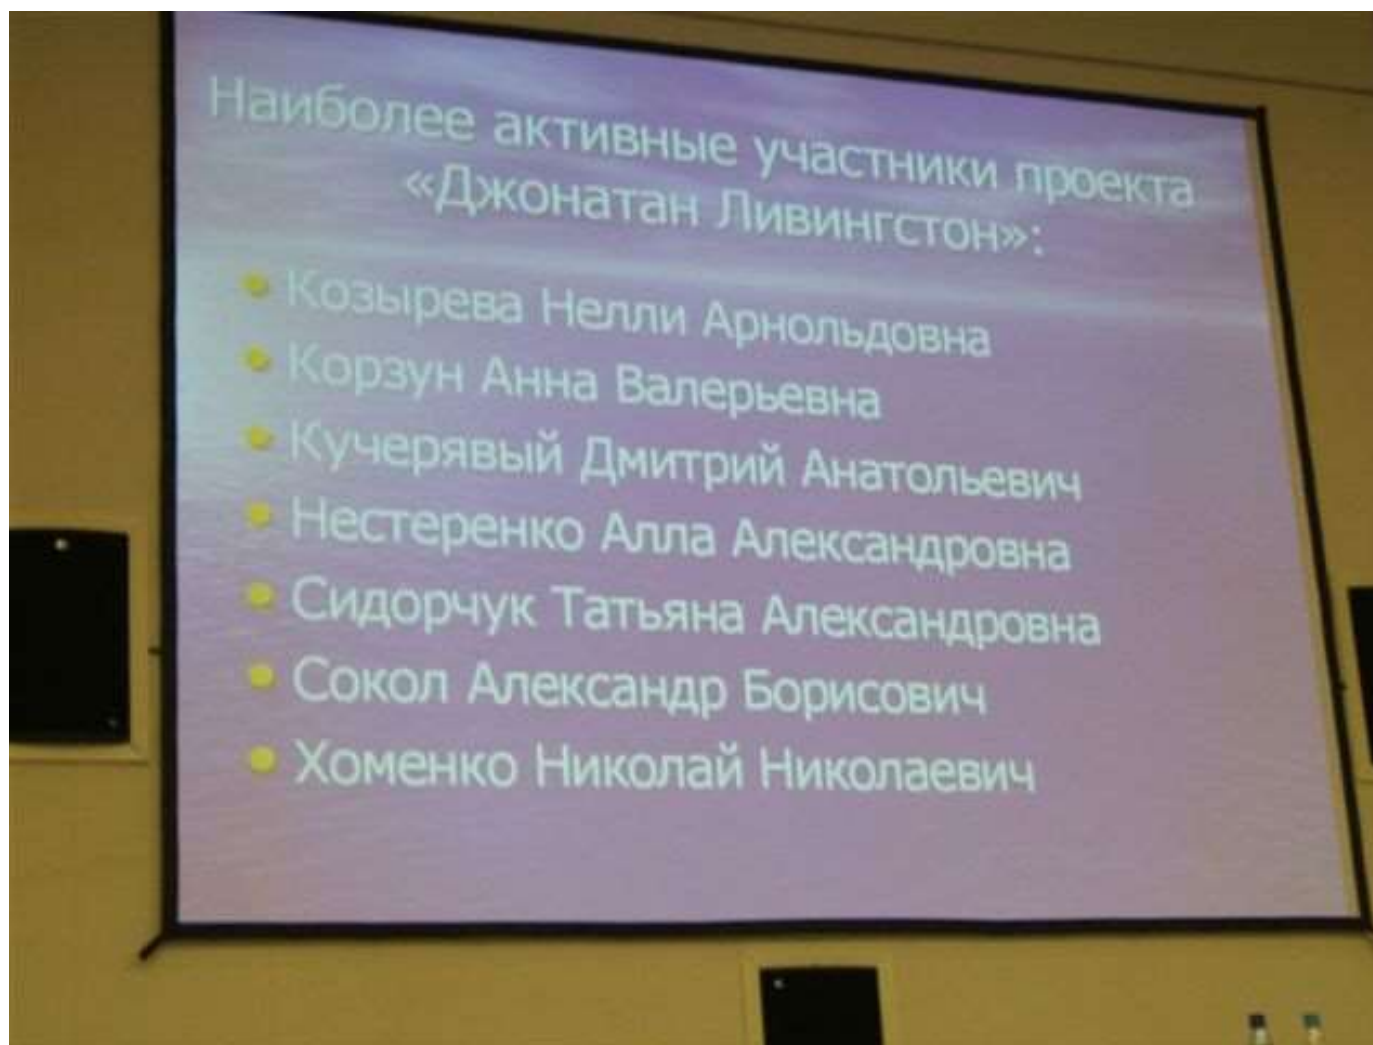 Наиболее активные участники проекта
«Джонатан Ливингстон»:
Козырева Нелли Арнольдовна
Корзун Анна Валерьевна
Кучерявый Дмитрий Анатольевич
Нестеренко Алла Александровна
Сидорчук Татьяна Александровна
Сокол Александр Борисович
Хоменко Николай Николаевич